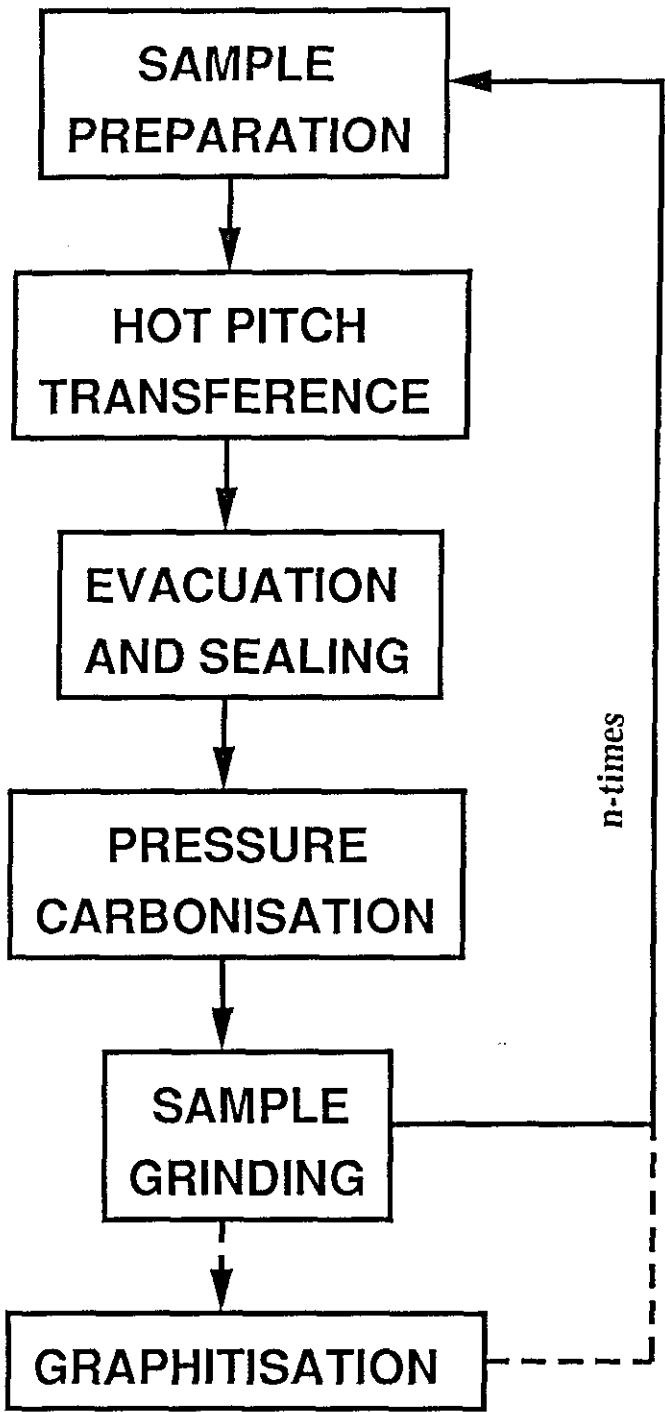 SAMPLE
PREPARATION
HOT PITCH
TRANSFERENCE
EVACUATION
AND SEALING
n-times
PRESSURE
CARBONISATION
SAMPLE
GRINDING
GRAPHITISATION